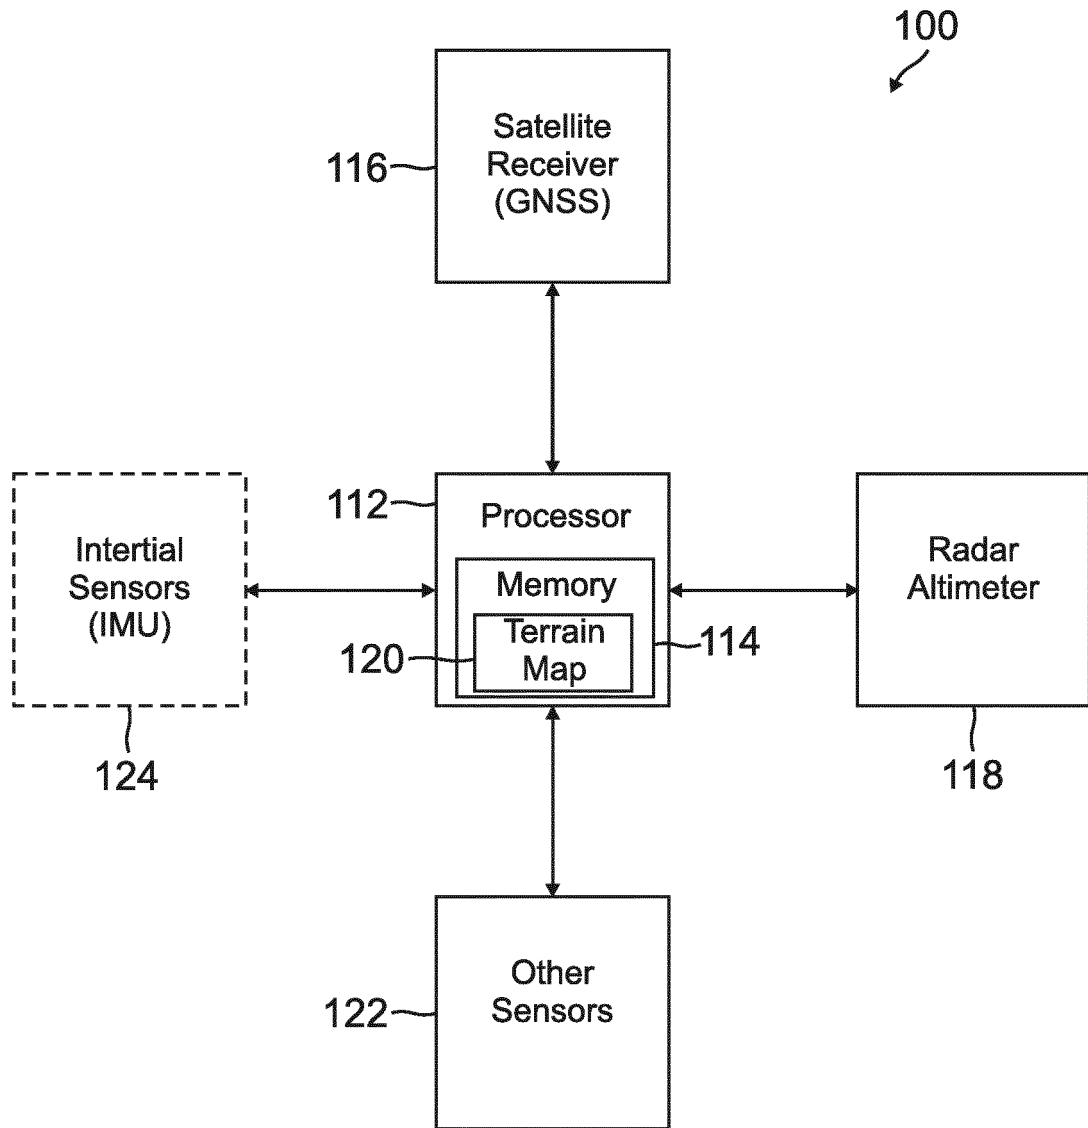 100
Satellite
Receiver
(GNSS)
116
112
Processor
Memory
Terrain
Map
120
114
Intertial
Sensors
(IMU)
124
Radar
Altimeter
118
Other
Sensors
122